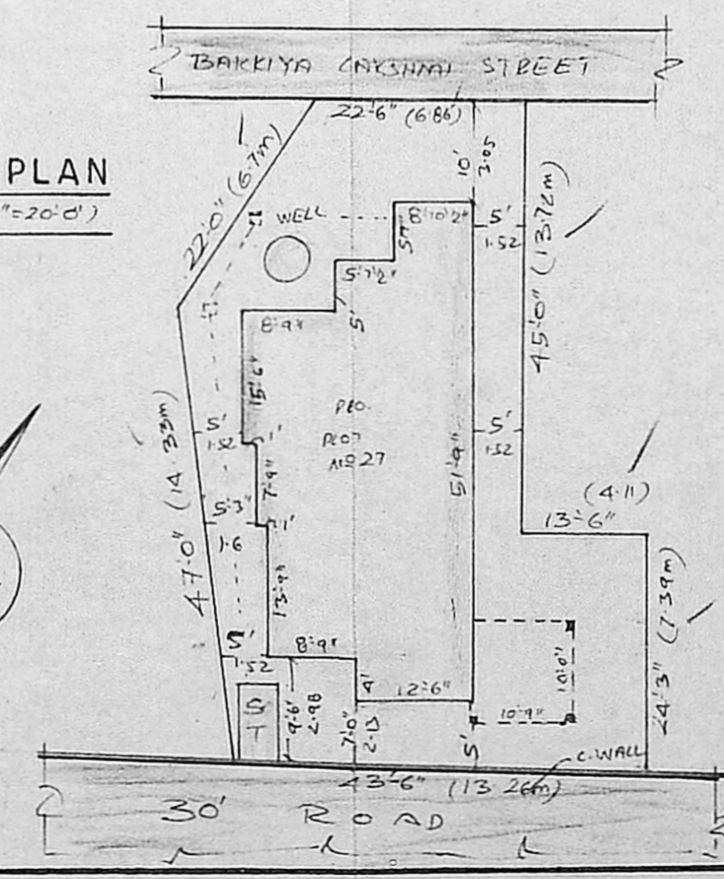 BAKKIYA LAKSHMI STREET
22'-6" (6.86)
PLAN
"=20'0')
22'0" (6.7m)
WELL
10'
3.05
8'10½"
5'
5'
1.52
5'7½"
5'
8'-9"
45'-0" (13.72m)
15'-6"
PLOT
NO 27
5'
1.52
1'
5'
1.52
51'-9"
7'-9"
47'-0" (14.33m)
5'3"
1.6
1'
(4.11)
13'-6"
13'-9"
5'
1.52
8'-9"
4'
12'-6"
10'0"
10'-9"
24'-3" (7.39m)
S
T
9'-6"
2.98
7'-0"
2.13
5'
C.WALL
43'-6" (13.26m)
30' ROAD